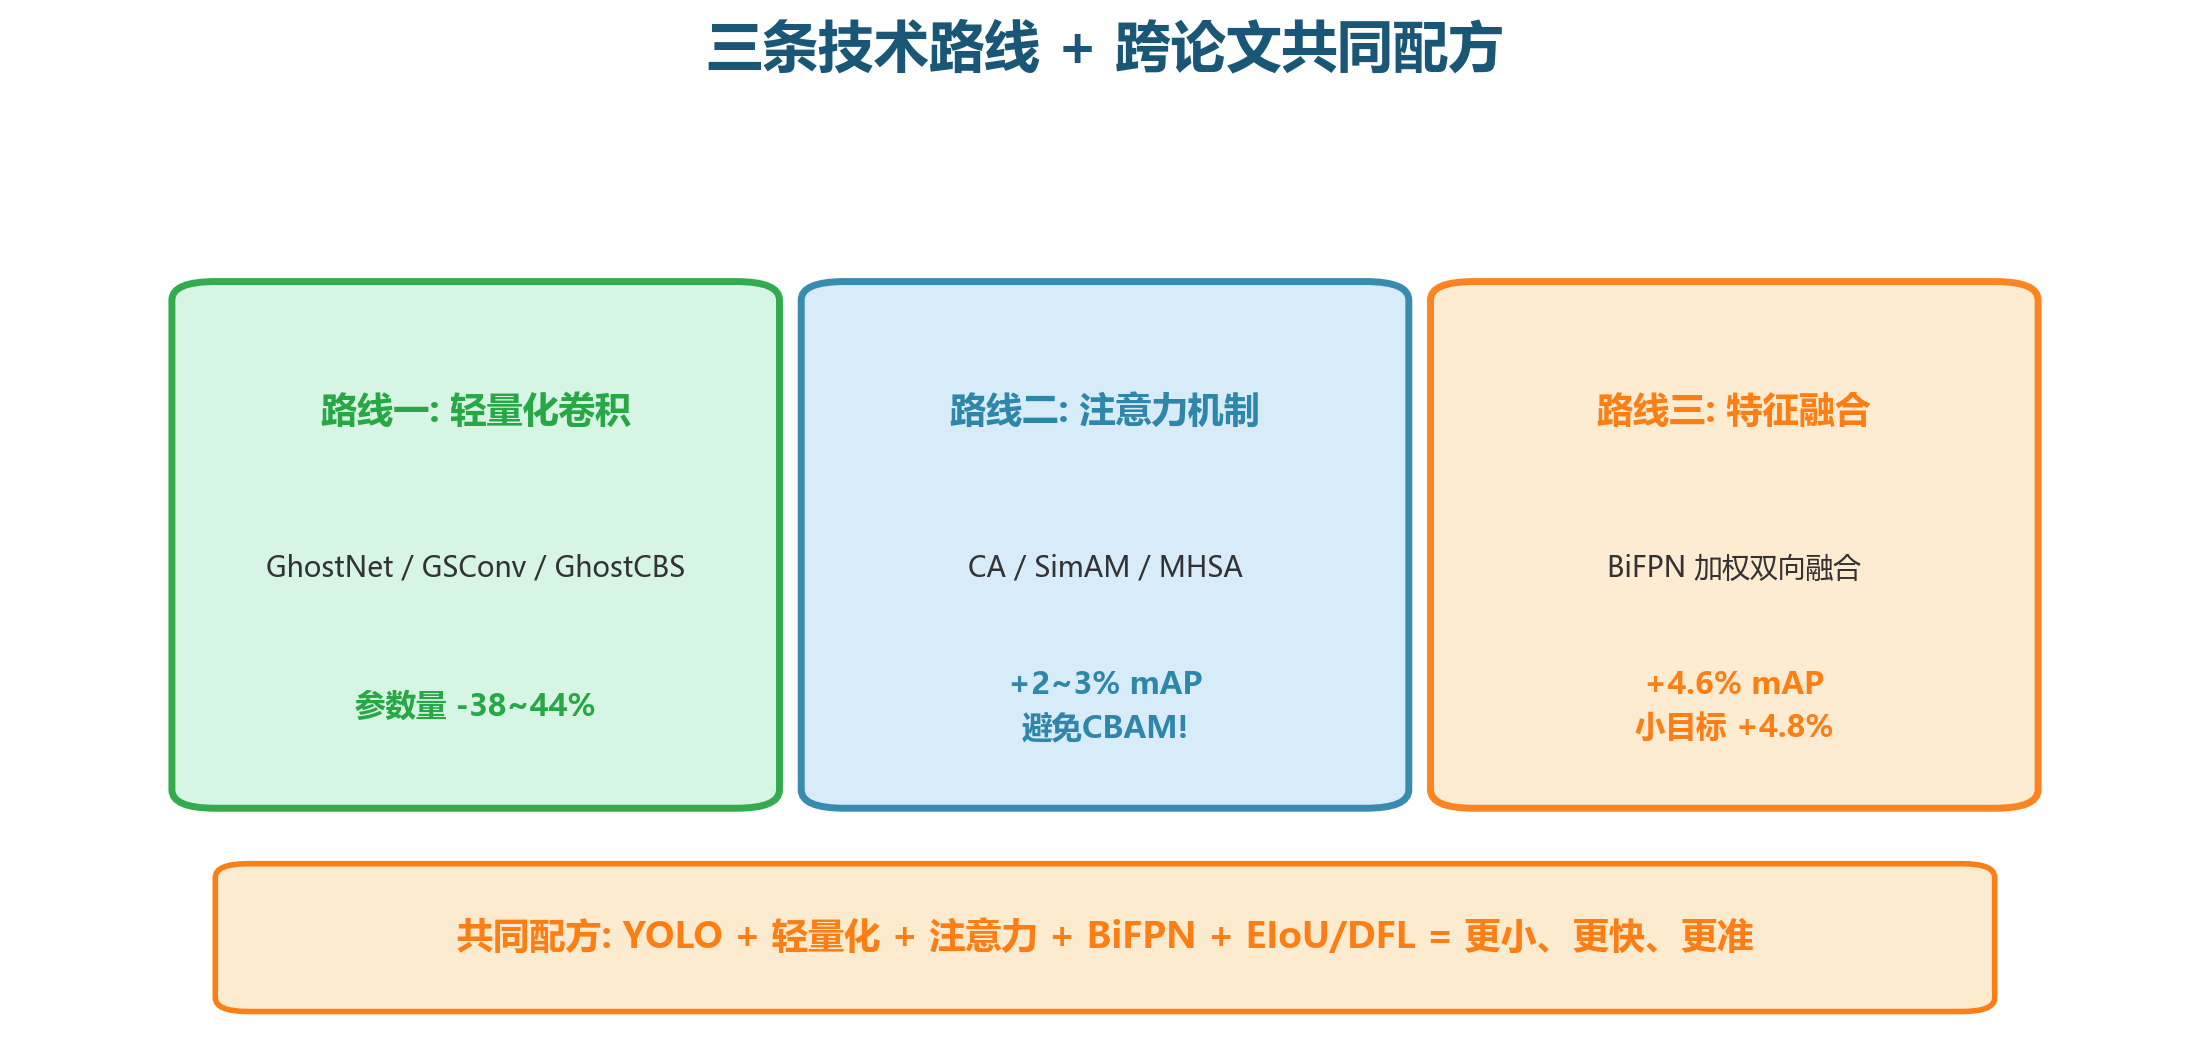 三条技术路线 + 跨论文共同配方
路线一: 轻量化卷积
GhostNet / GSConv / GhostCBS
参数量 -38~44%
路线二: 注意力机制
CA / SimAM / MHSA
+2~3% mAP
避免CBAM!
路线三: 特征融合
BiFPN 加权双向融合
+4.6% mAP
小目标 +4.8%
共同配方: YOLO + 轻量化 + 注意力 + BiFPN + EIoU/DFL = 更小、更快、更准